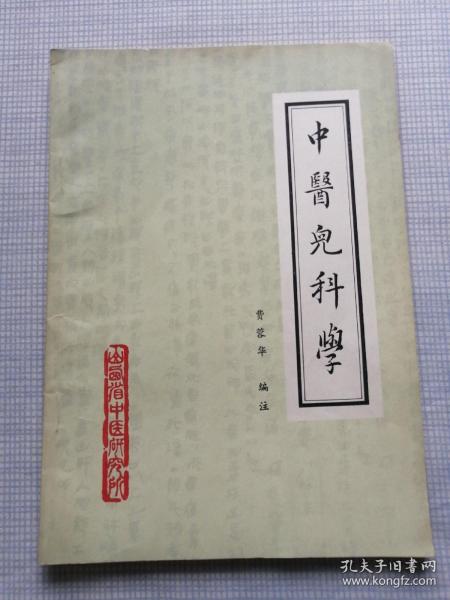 中醫兒科學
费蓉华 编注
山西省中医研究所
孔夫子旧书网
www.kongfz.com